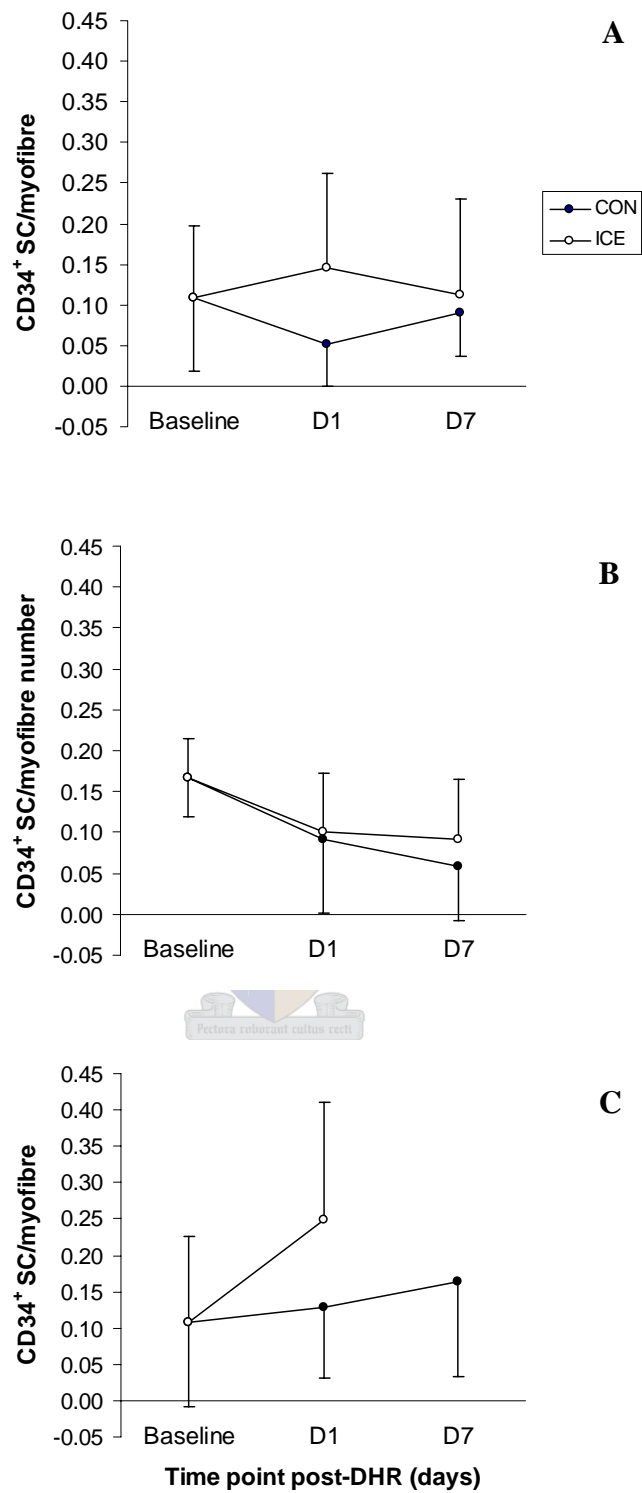 A
CD34+ SC/myofibre
0.45
0.40
0.35
0.30
0.25
0.20
0.15
0.10
0.05
0.00
-0.05
Baseline D1 D7
CON
ICE
B
CD34+ SC/myofibre number
0.45
0.40
0.35
0.30
0.25
0.20
0.15
0.10
0.05
0.00
-0.05
Baseline D1 D7
Pectora roborant cultus recti
C
CD34+ SC/myofibre
0.45
0.40
0.35
0.30
0.25
0.20
0.15
0.10
0.05
0.00
-0.05
Baseline D1 D7
Time point post-DHR (days)